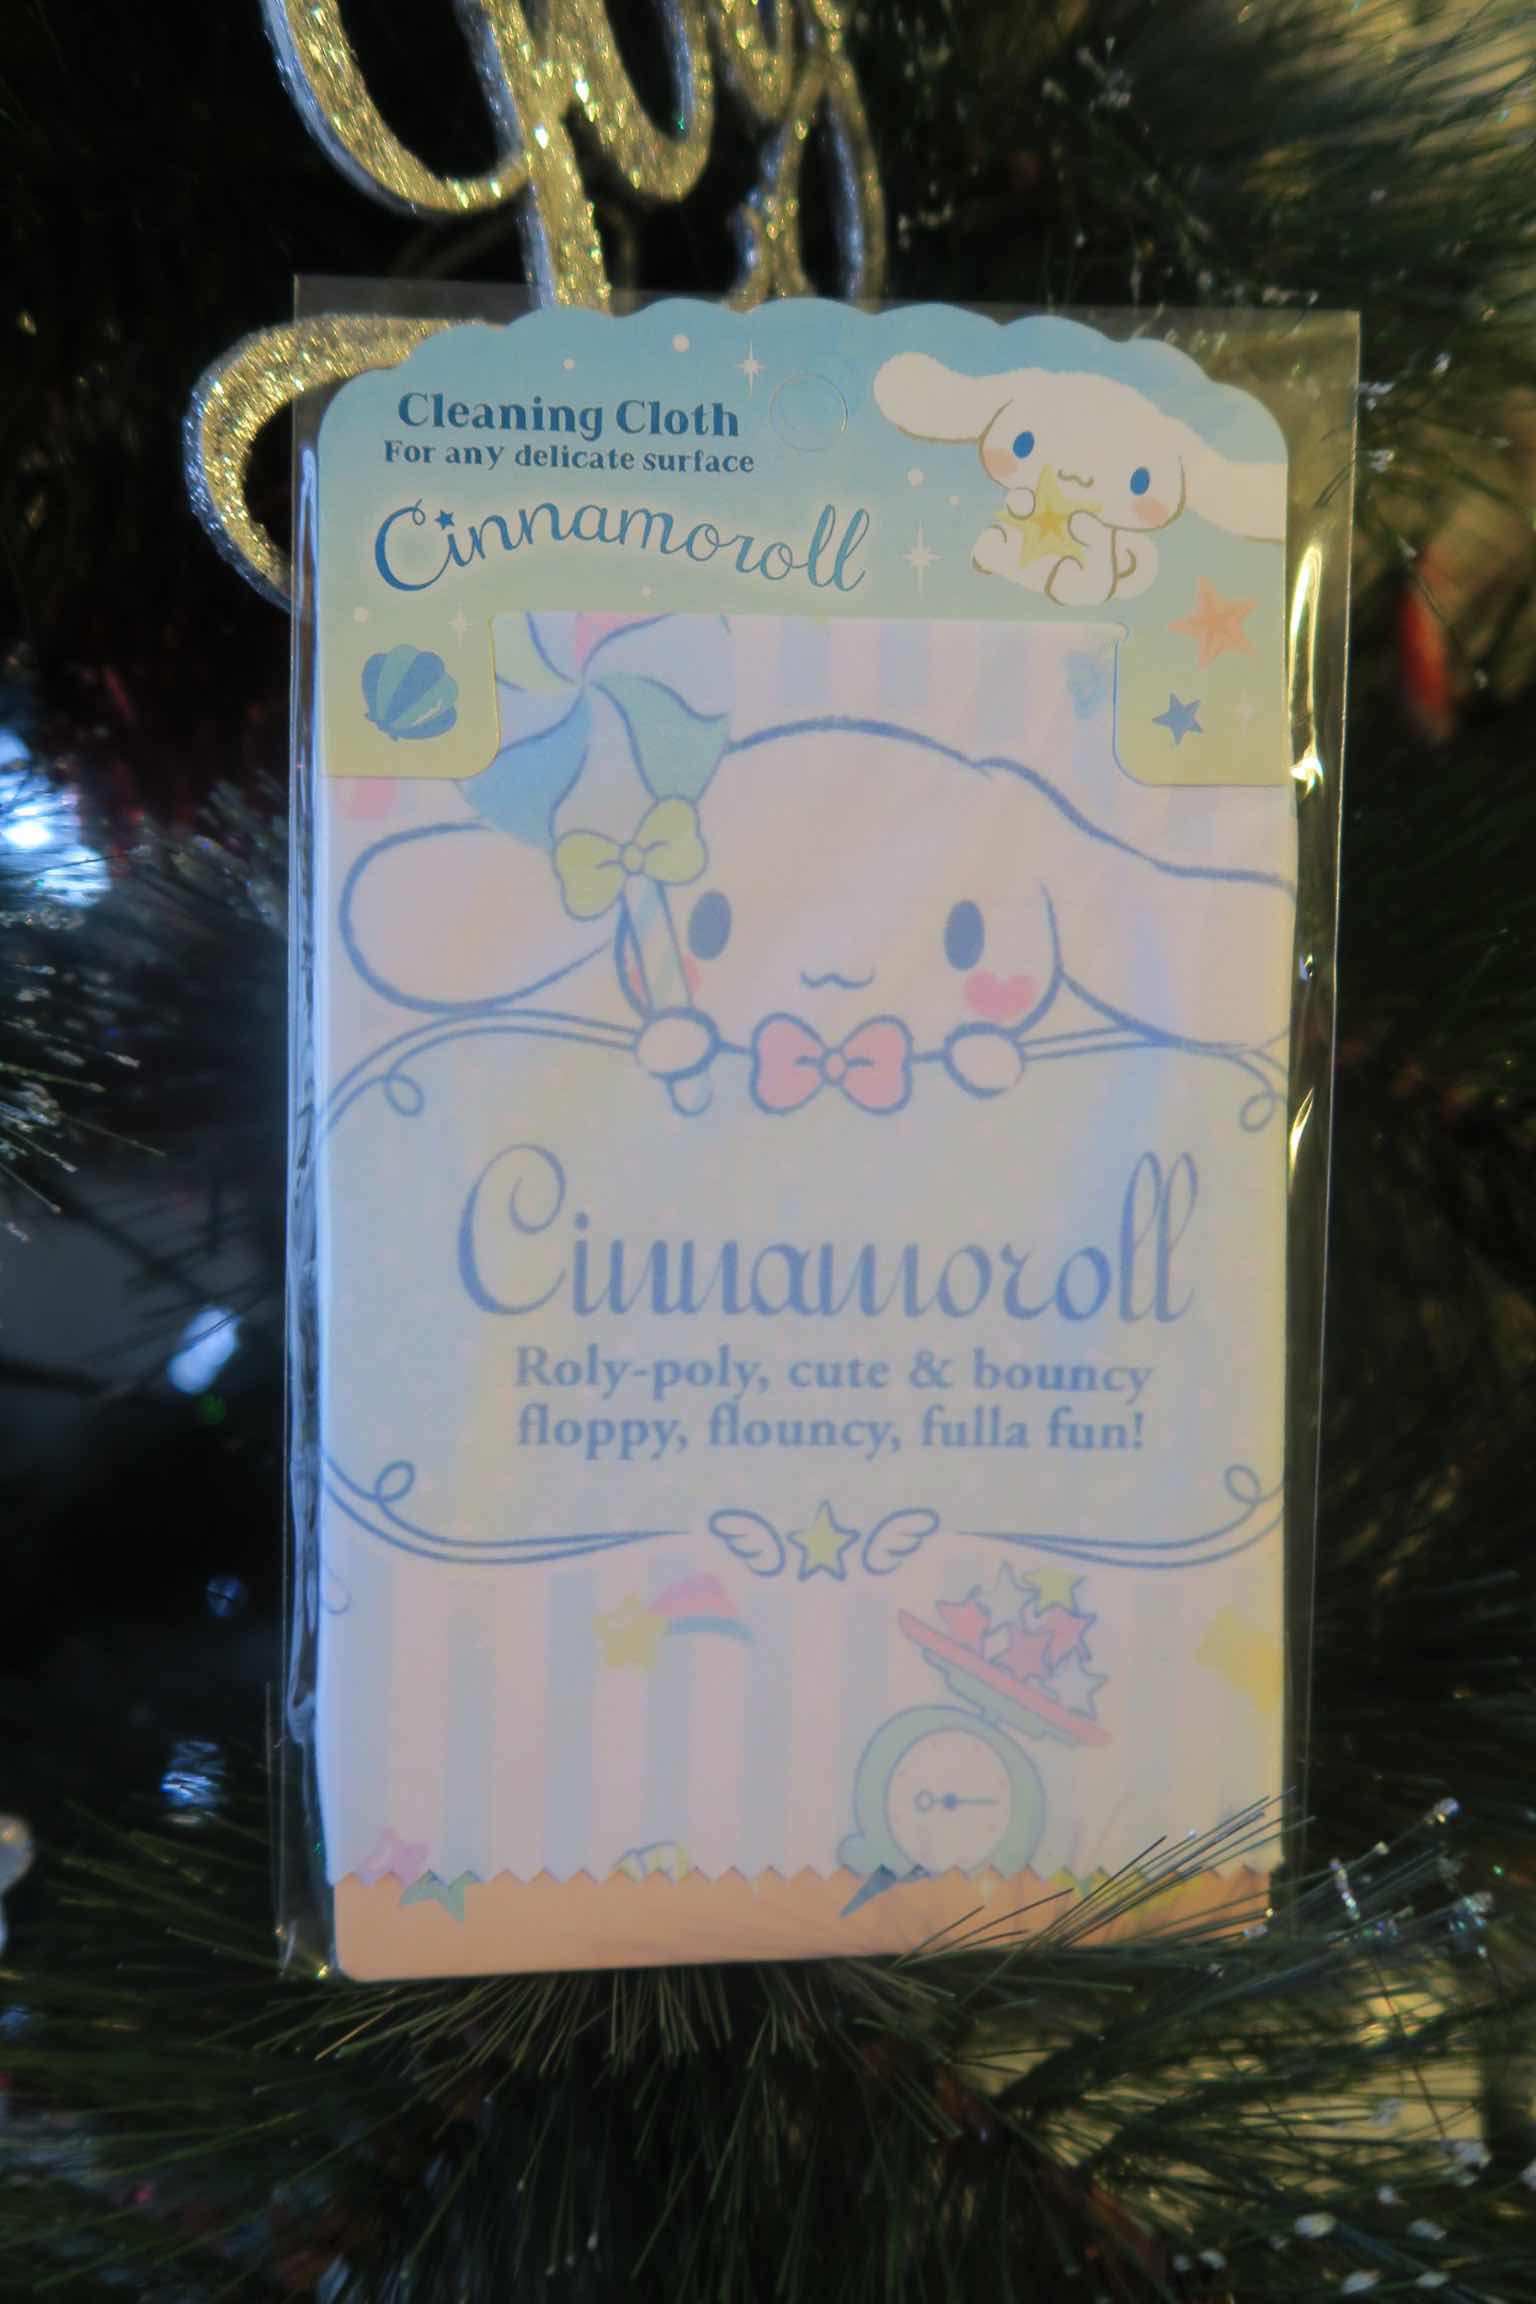 Cleaning Cloth
For any delicate surface
Cinnamoroll
Cinnamoroll
Roly-poly, cute & bouncy
floppy, flouncy, fulla fun!